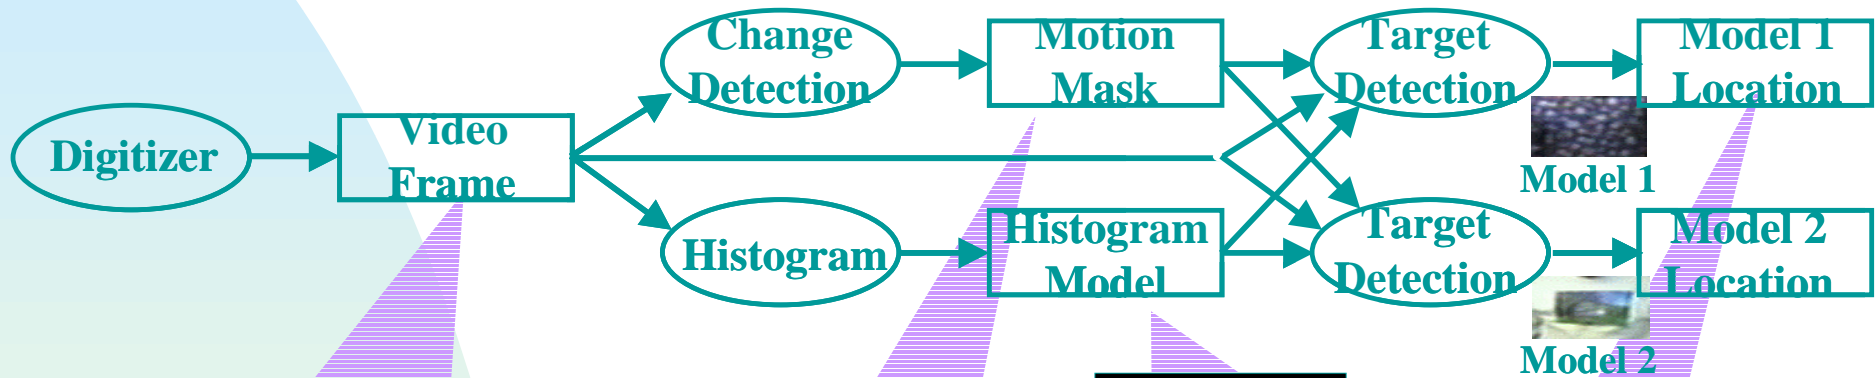 Digitizer
Video
Frame
Change
Detection
Histogram
Motion
Mask
Histogram
Model
Target
Detection
Target
Detection
Model 1
Location
Model 1
Model 2
Location
Model 2